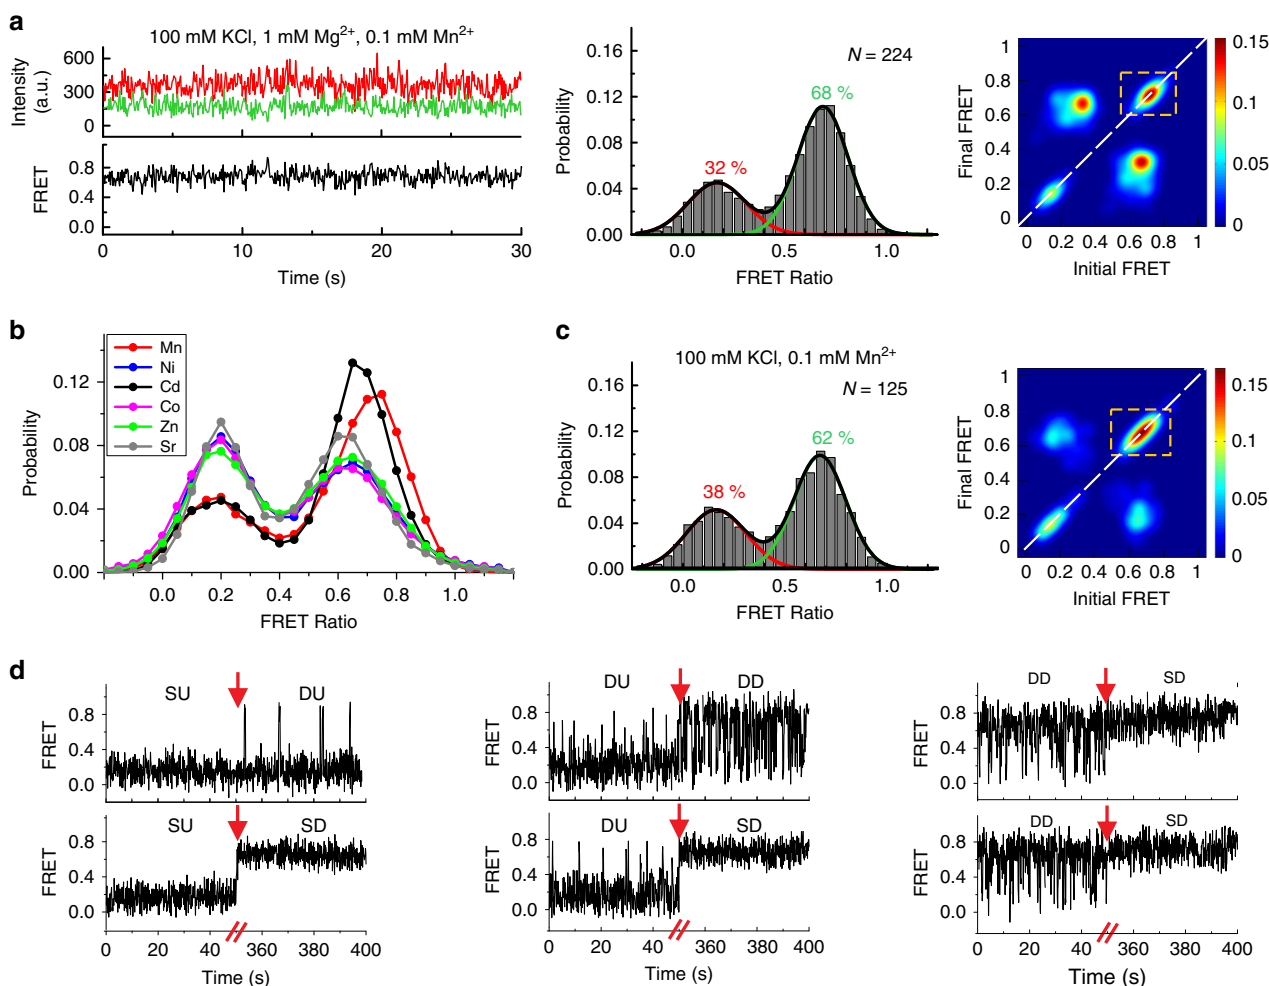 a
100 mM KCl, 1 mM Mg²⁺, 0.1 mM Mn²⁺
Intensity
(a.u.)
600
300
0
FRET
0.8
0.4
0.0
0 10 20 30
Time (s)
Probability
0.16
0.12
0.08
0.04
0.00
N = 224
68 %
32 %
0.0 0.5 1.0
FRET Ratio
Final FRET
1
0.8
0.6
0.4
0.2
0
0 0.2 0.4 0.6 0.8 1
Initial FRET
0.15
0.1
0.05
0
b
Mn
Ni
Cd
Co
Zn
Sr
Probability
0.12
0.08
0.04
0.00
0.0 0.2 0.4 0.6 0.8 1.0
FRET Ratio
c
100 mM KCl, 0.1 mM Mn²⁺
Probability
0.16
0.12
0.08
0.04
0.00
N = 125
62 %
38 %
0.0 0.5 1.0
FRET Ratio
Final FRET
1
0.8
0.6
0.4
0.2
0
0 0.2 0.4 0.6 0.8 1
Initial FRET
0.15
0.1
0.05
0
d
SU DU
FRET
0.8
0.4
0.0
SU SD
FRET
0.8
0.4
0.0
0 20 40 360 400
Time (s)
DU DD
FRET
0.8
0.4
0.0
DU SD
FRET
0.8
0.4
0.0
0 20 40 360 400
Time (s)
DD SD
FRET
0.8
0.4
0.0
DD SD
FRET
0.8
0.4
0.0
0 20 40 360 400
Time (s)